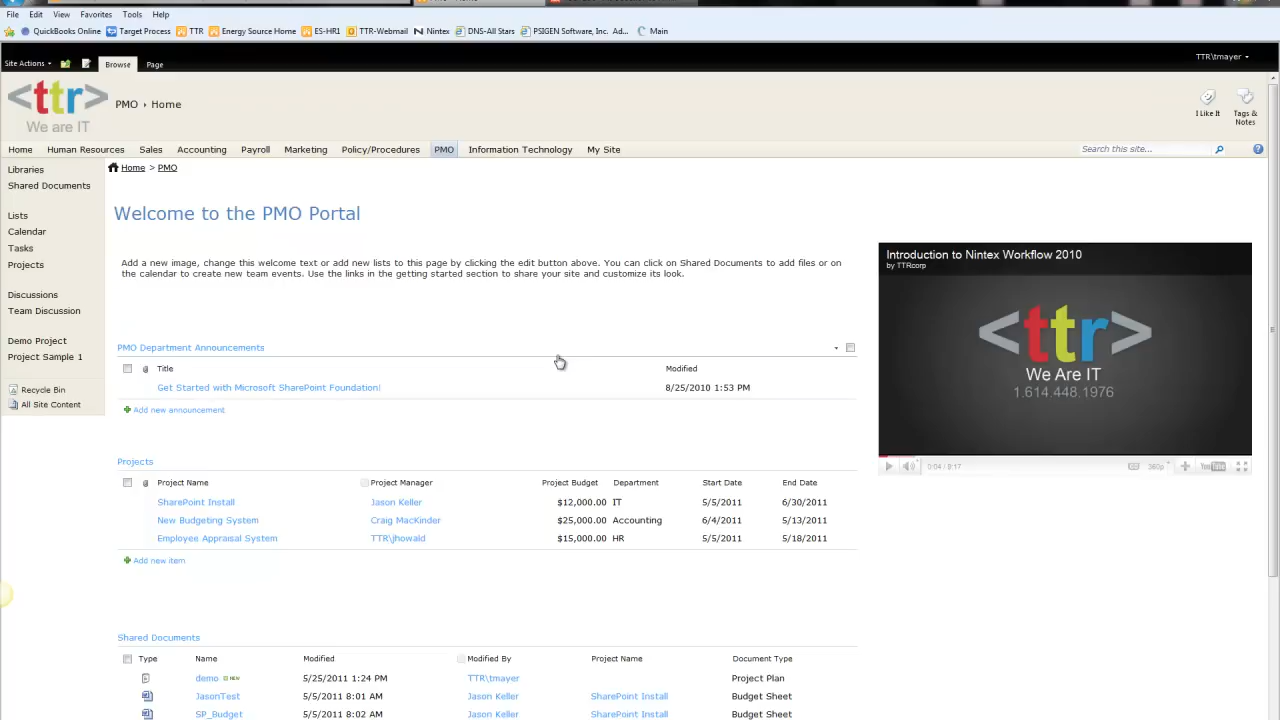 File Edit View Favorites Tools Help
QuickBooks Online Target Process TTR Energy Source Home ES-HR1 TTR-Webmail Nintex DNS-All Stars PSIGEN Software, Inc. Ad... Main
Site Actions Browse Page TTR\tmayer
<ttr>
We are IT
PMO Home
I Like It
Tags &
Notes
Home Human Resources Sales Accounting Payroll Marketing Policy/Procedures PMO Information Technology My Site Search this site...
Libraries
Shared Documents
Lists
Calendar
Tasks
Projects
Discussions
Team Discussion
Demo Project
Project Sample 1
Recycle Bin
All Site Content
Home > PMO
Welcome to the PMO Portal
Add a new image, change this welcome text or add new lists to this page by clicking the edit button above. You can click on Shared Documents to add files or on
the calendar to create new team events. Use the links in the getting started section to share your site and customize its look.
PMO Department Announcements
Title Modified
Get Started with Microsoft SharePoint Foundation! 8/25/2010 1:53 PM
Add new announcement
Projects
Project Name Project Manager Project Budget Department Start Date End Date
SharePoint Install Jason Keller $12,000.00 IT 5/5/2011 6/30/2011
New Budgeting System Craig MacKinder $25,000.00 Accounting 6/4/2011 5/13/2011
Employee Appraisal System TTR\jhowald $15,000.00 HR 5/5/2011 5/18/2011
Add new item
Shared Documents
Type Name Modified Modified By Project Name Document Type
demo NEW 5/25/2011 1:24 PM TTR\tmayer Project Plan
JasonTest 5/5/2011 8:01 AM Jason Keller SharePoint Install Budget Sheet
SP_Budget 5/5/2011 8:02 AM Jason Keller SharePoint Install Budget Sheet
Introduction to Nintex Workflow 2010
by TTRcorp
<ttr>
We Are IT
1.614.448.1976
0:04 / 8:17 360p YouTube